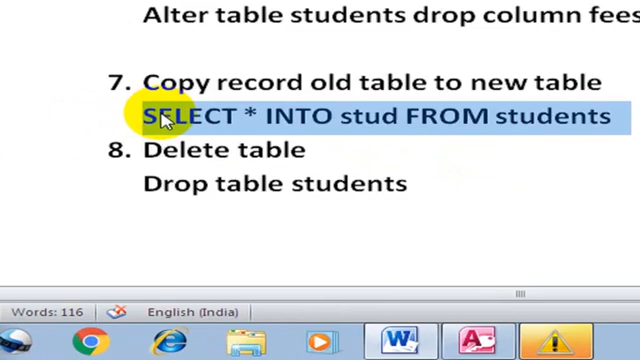 Alter table students drop column fees
7. Copy record old table to new table
SELECT * INTO stud FROM students
8. Delete table
Drop table students
Words: 116 English (India)